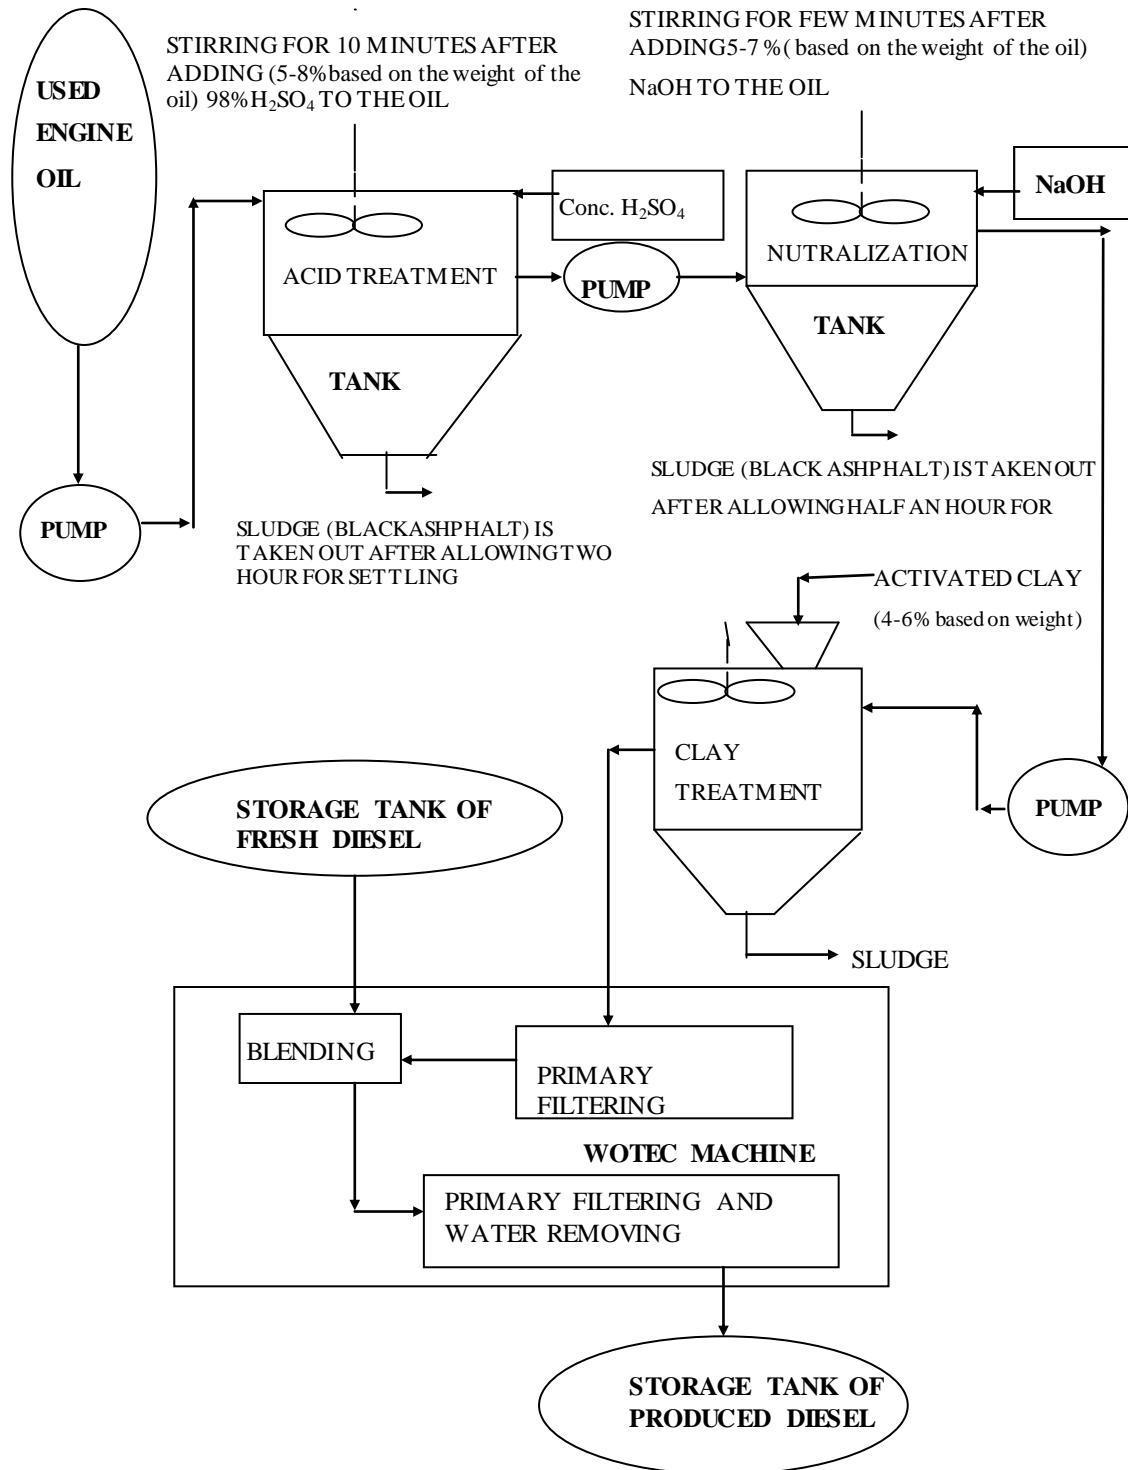 STIRRING FOR 10 MINUTES AFTER
ADDING (5-8% based on the weight of the
oil) 98% H₂SO₄ TO THE OIL
STIRRING FOR FEW MINUTES AFTER
ADDING 5-7 % ( based on the weight of the oil)
NaOH TO THE OIL
USED
ENGINE
OIL
Conc. H₂SO₄
NaOH
ACID TREATMENT
PUMP
NUTRALIZATION
TANK
TANK
PUMP
SLUDGE (BLACK ASHPHALT) IS
TAKEN OUT AFTER ALLOWING TWO
HOUR FOR SETTLING
SLUDGE (BLACK ASHPHALT) IS TAKEN OUT
AFTER ALLOWING HALF AN HOUR FOR
ACTIVATED CLAY
(4-6% based on weight)
CLAY
TREATMENT
PUMP
STORAGE TANK OF
FRESH DIESEL
SLUDGE
BLENDING
PRIMARY
FILTERING
WOTEC MACHINE
PRIMARY FILTERING AND
WATER REMOVING
STORAGE TANK OF
PRODUCED DIESEL